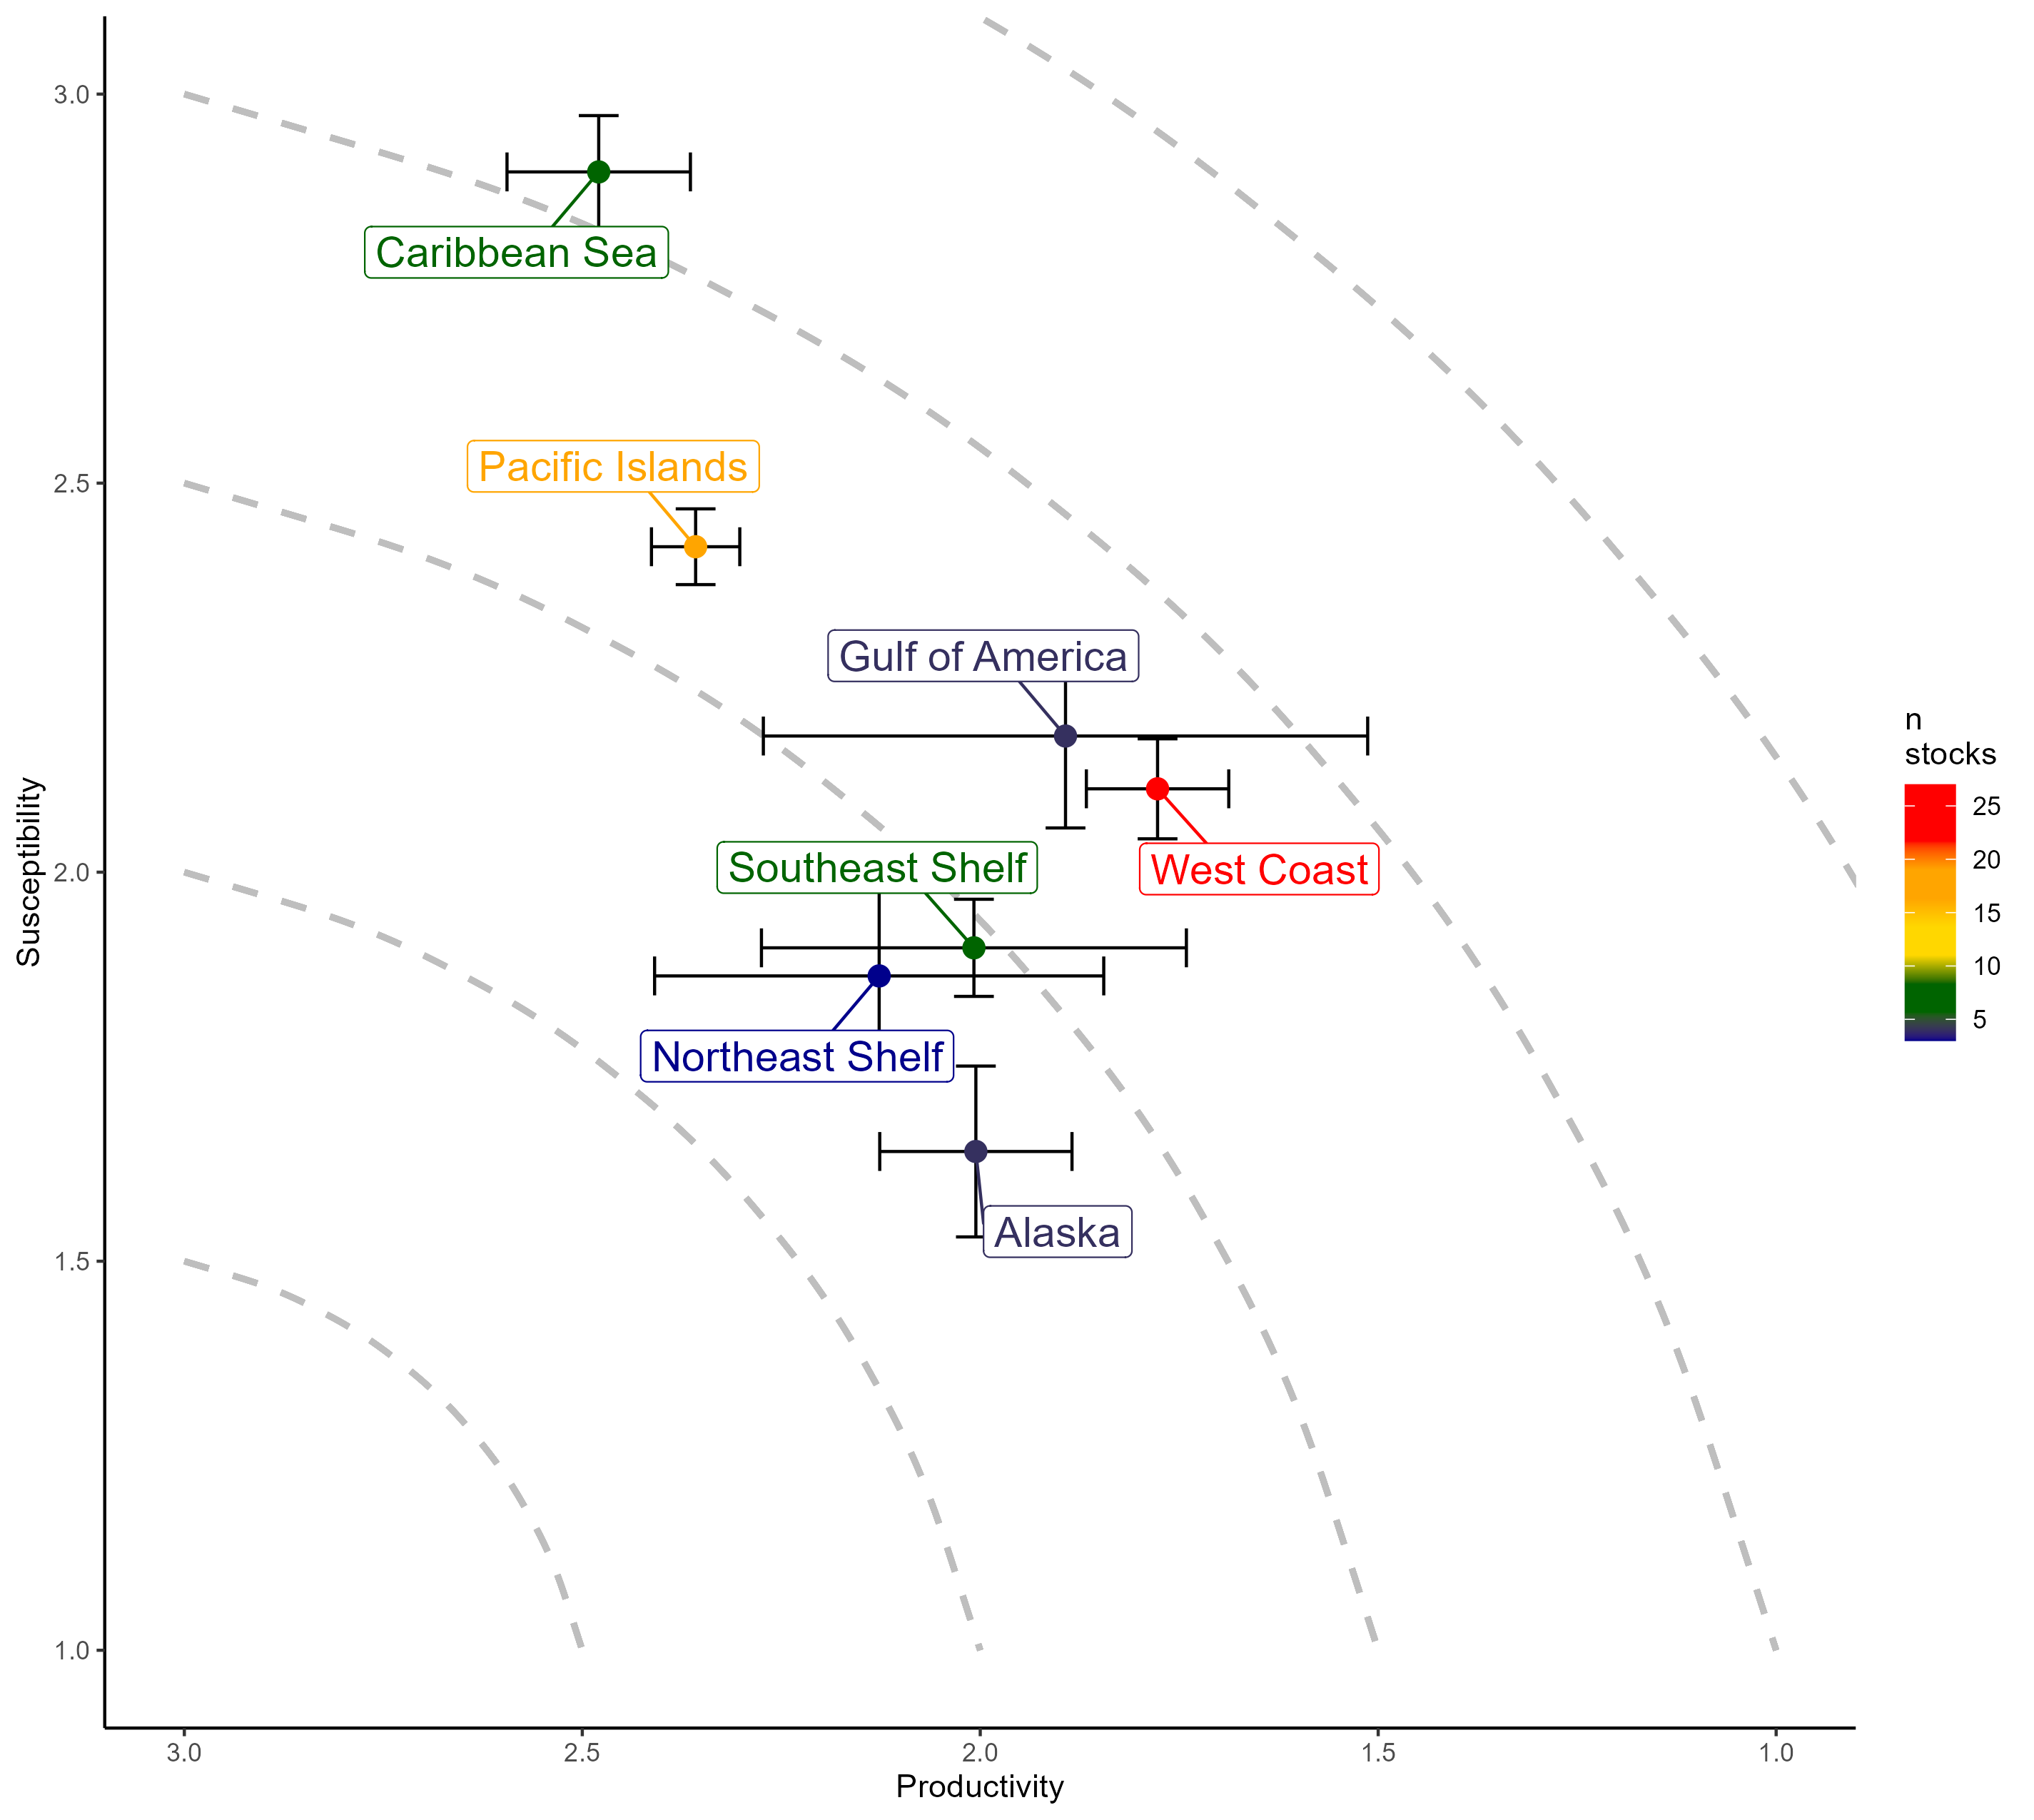 3.0
Caribbean Sea
2.5
Pacific Islands
Gulf of America
n
stocks
25
20
15
10
5
Susceptibility
2.0
Southeast Shelf
West Coast
Northeast Shelf
Alaska
1.5
1.0
3.0 2.5 2.0 1.5 1.0
Productivity